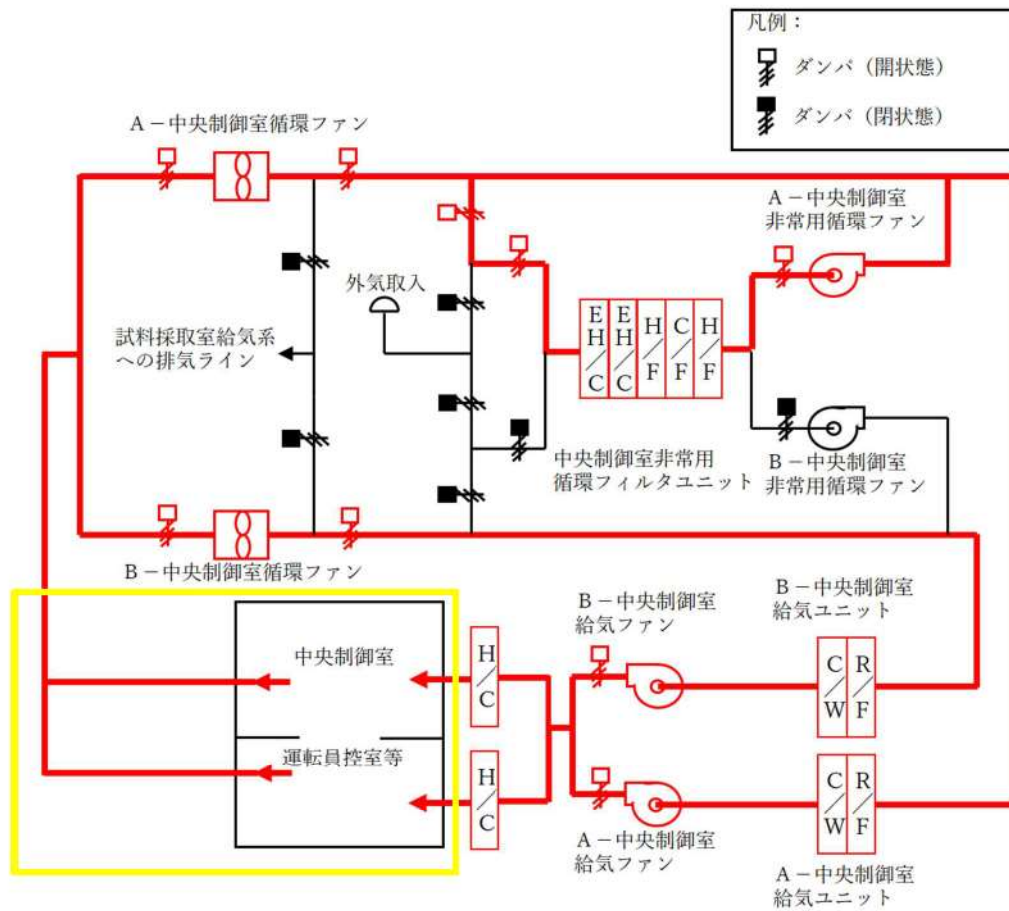 凡例：
ダンパ（開状態）
ダンパ（閉状態）
A－中央制御室循環ファン
A－中央制御室
非常用循環ファン
外気取入
試料採取室給気系
への排気ライン
E
H
/
C
E
H
/
C
H
/
F
C
/
F
H
/
F
中央制御室非常用
循環フィルタユニット
B－中央制御室
非常用循環ファン
B－中央制御室循環ファン
B－中央制御室
給気ファン
B－中央制御室
給気ユニット
中央制御室
H
/
C
C
/
W
R
/
F
運転員控室等
H
/
C
C
/
W
R
/
F
A－中央制御室
給気ファン
A－中央制御室
給気ユニット